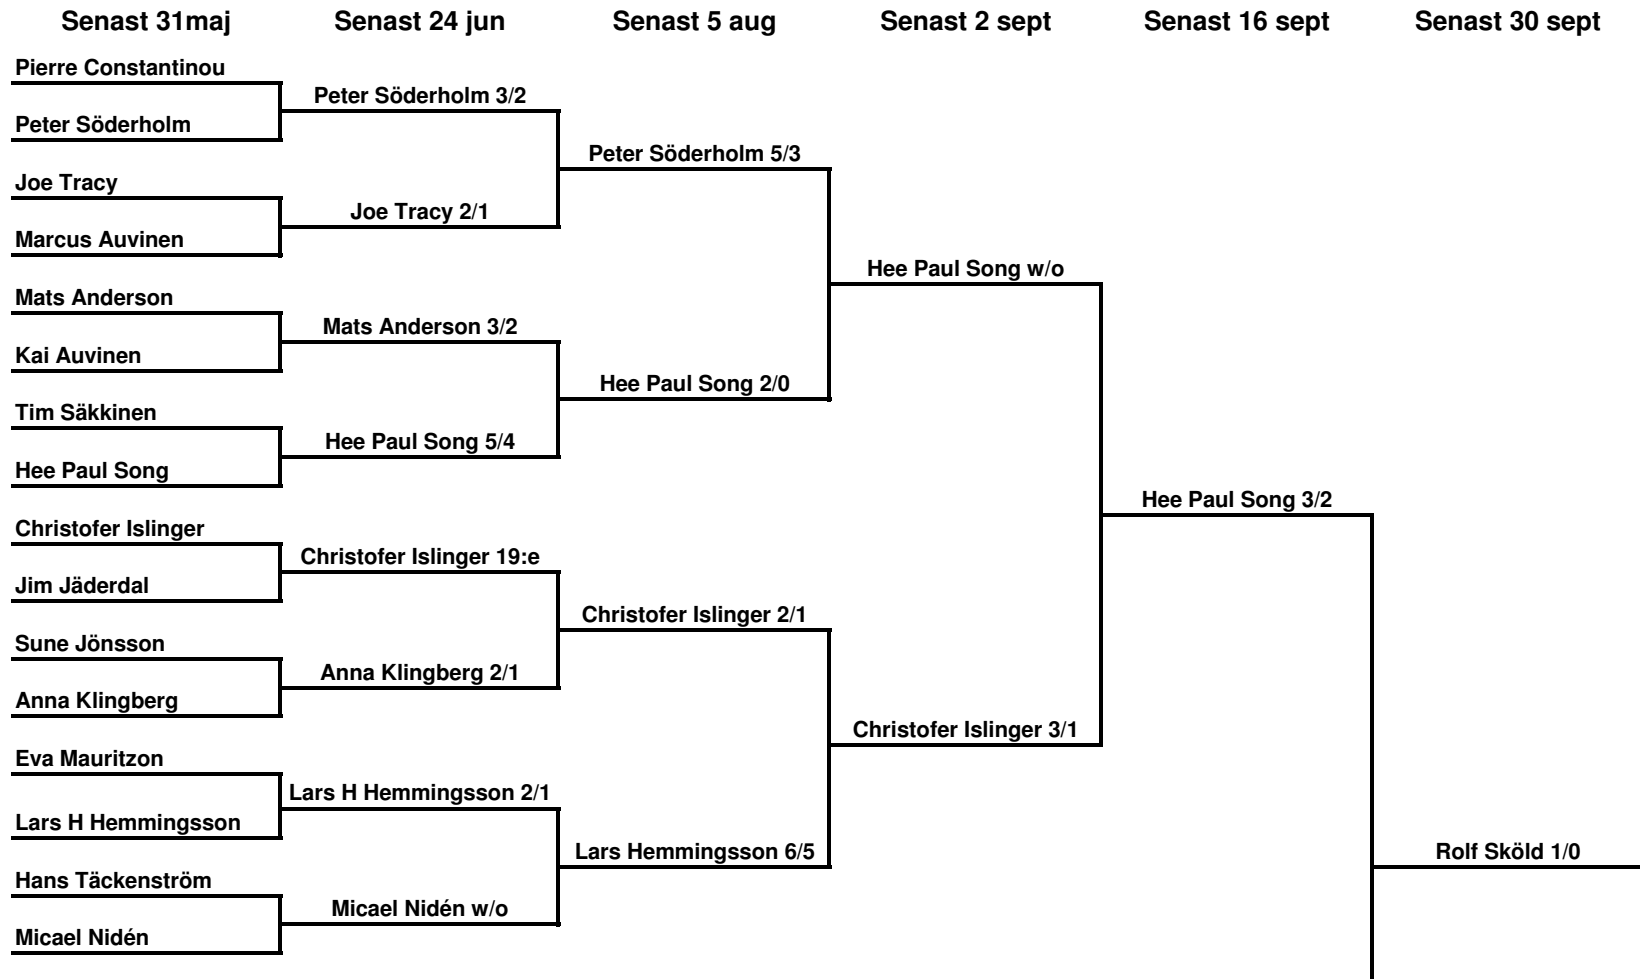 Senast 31maj Senast 24 jun Senast 5 aug Senast 2 sept Senast 16 sept Senast 30 sept
Pierre Constantinou
Peter Söderholm 3/2
Peter Söderholm
Peter Söderholm 5/3
Joe Tracy
Joe Tracy 2/1
Marcus Auvinen
Hee Paul Song w/o
Mats Anderson
Mats Anderson 3/2
Kai Auvinen
Hee Paul Song 2/0
Tim Säkkinen
Hee Paul Song 5/4
Hee Paul Song
Hee Paul Song 3/2
Christofer Islinger
Christofer Islinger 19:e
Jim Jäderdal
Christofer Islinger 2/1
Sune Jönsson
Anna Klingberg 2/1
Anna Klingberg
Christofer Islinger 3/1
Eva Mauritzon
Lars H Hemmingsson 2/1
Lars H Hemmingsson
Lars Hemmingsson 6/5
Rolf Sköld 1/0
Hans Täckenström
Micael Nidén w/o
Micael Nidén